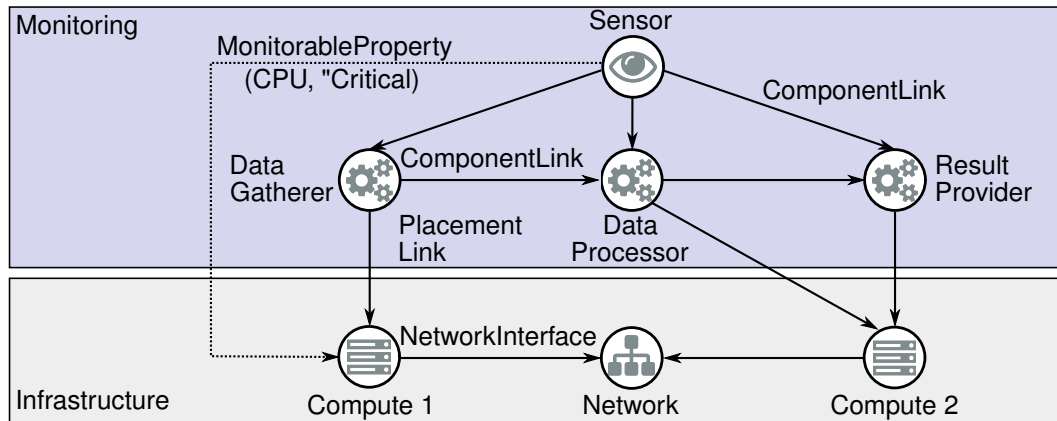 Monitoring
Sensor
MonitorableProperty
(CPU, "Critical)
ComponentLink
Data
Gatherer
ComponentLink
Result
Provider
Placement
Link
Data
Processor
NetworkInterface
Infrastructure
Compute 1
Network
Compute 2